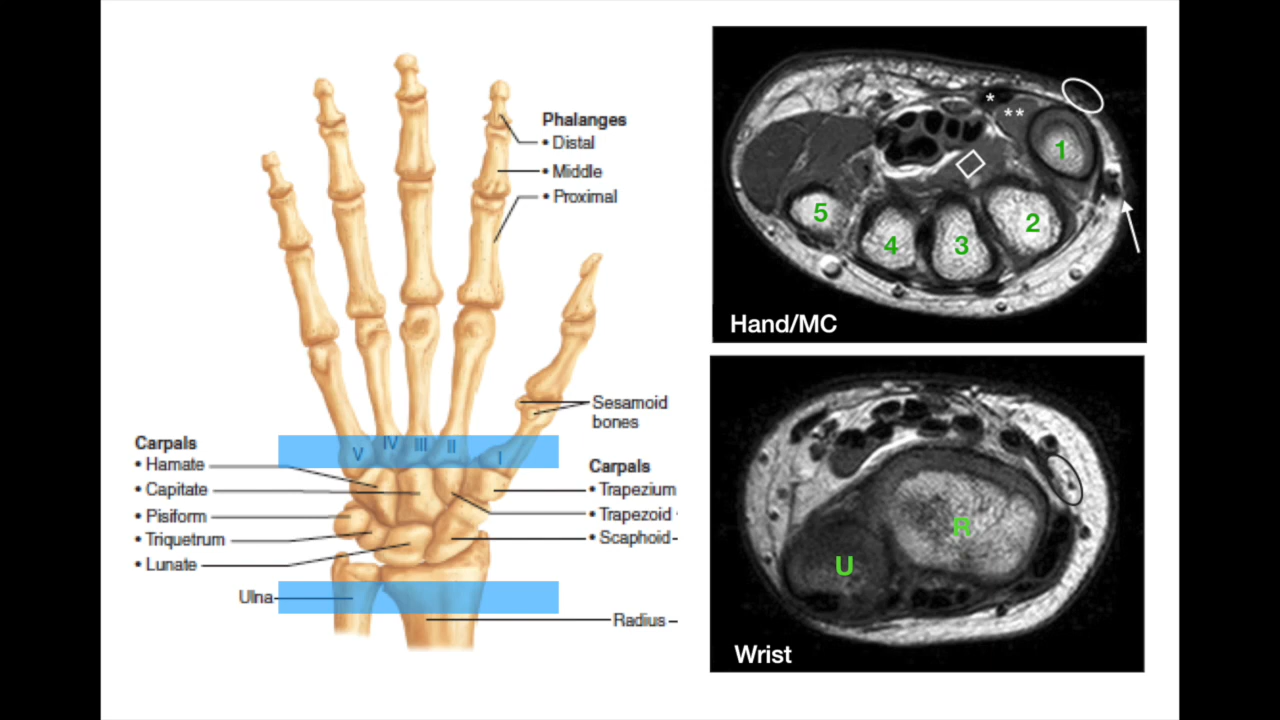 Phalanges
• Distal
• Middle
• Proximal
Sesamoid
bones
Carpals
• Hamate
• Capitate
• Pisiform
• Triquetrum
• Lunate
Ulna
V IV III II I
Carpals
• Trapezium
• Trapezoid
• Scaphoid
Radius
*
**
1
2
3
4
5
Hand/MC
R
U
Wrist